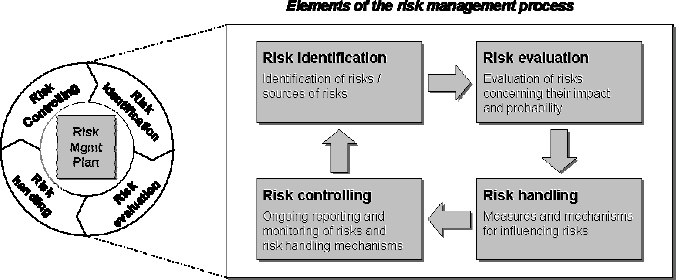 Elements of the risk management process
Risk
Controlling
Risk
Identification
Risk
Mgmt
Plan
Risk
handling
Risk
evaluation
Risk Identification
Identification of risks /
sources of risks
Risk evaluation
Evaluation of risks
concerning their impact
and probability
Risk controlling
Ongoing reporting and
monitoring of risks and
risk handling mechanisms
Risk handling
Measures and mechanisms
for influencing risks